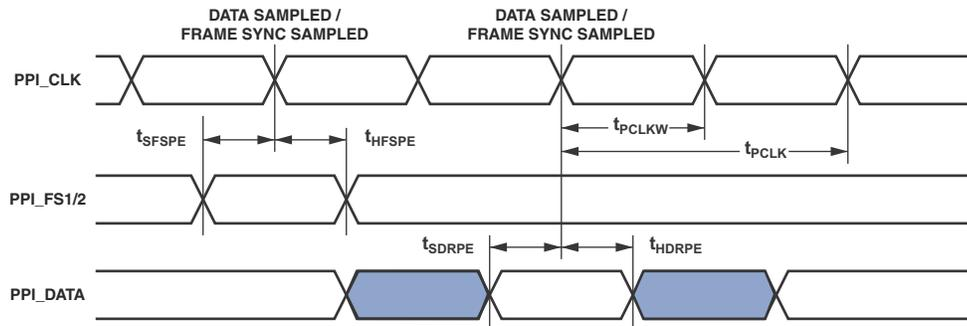 DATA SAMPLED / FRAME SYNC SAMPLED
DATA SAMPLED / FRAME SYNC SAMPLED
PPI_CLK
tSFSPE
tHFSPE
tPCLKW
tPCLK
PPI_FS1/2
tSDRPE
tHDRPE
PPI_DATA